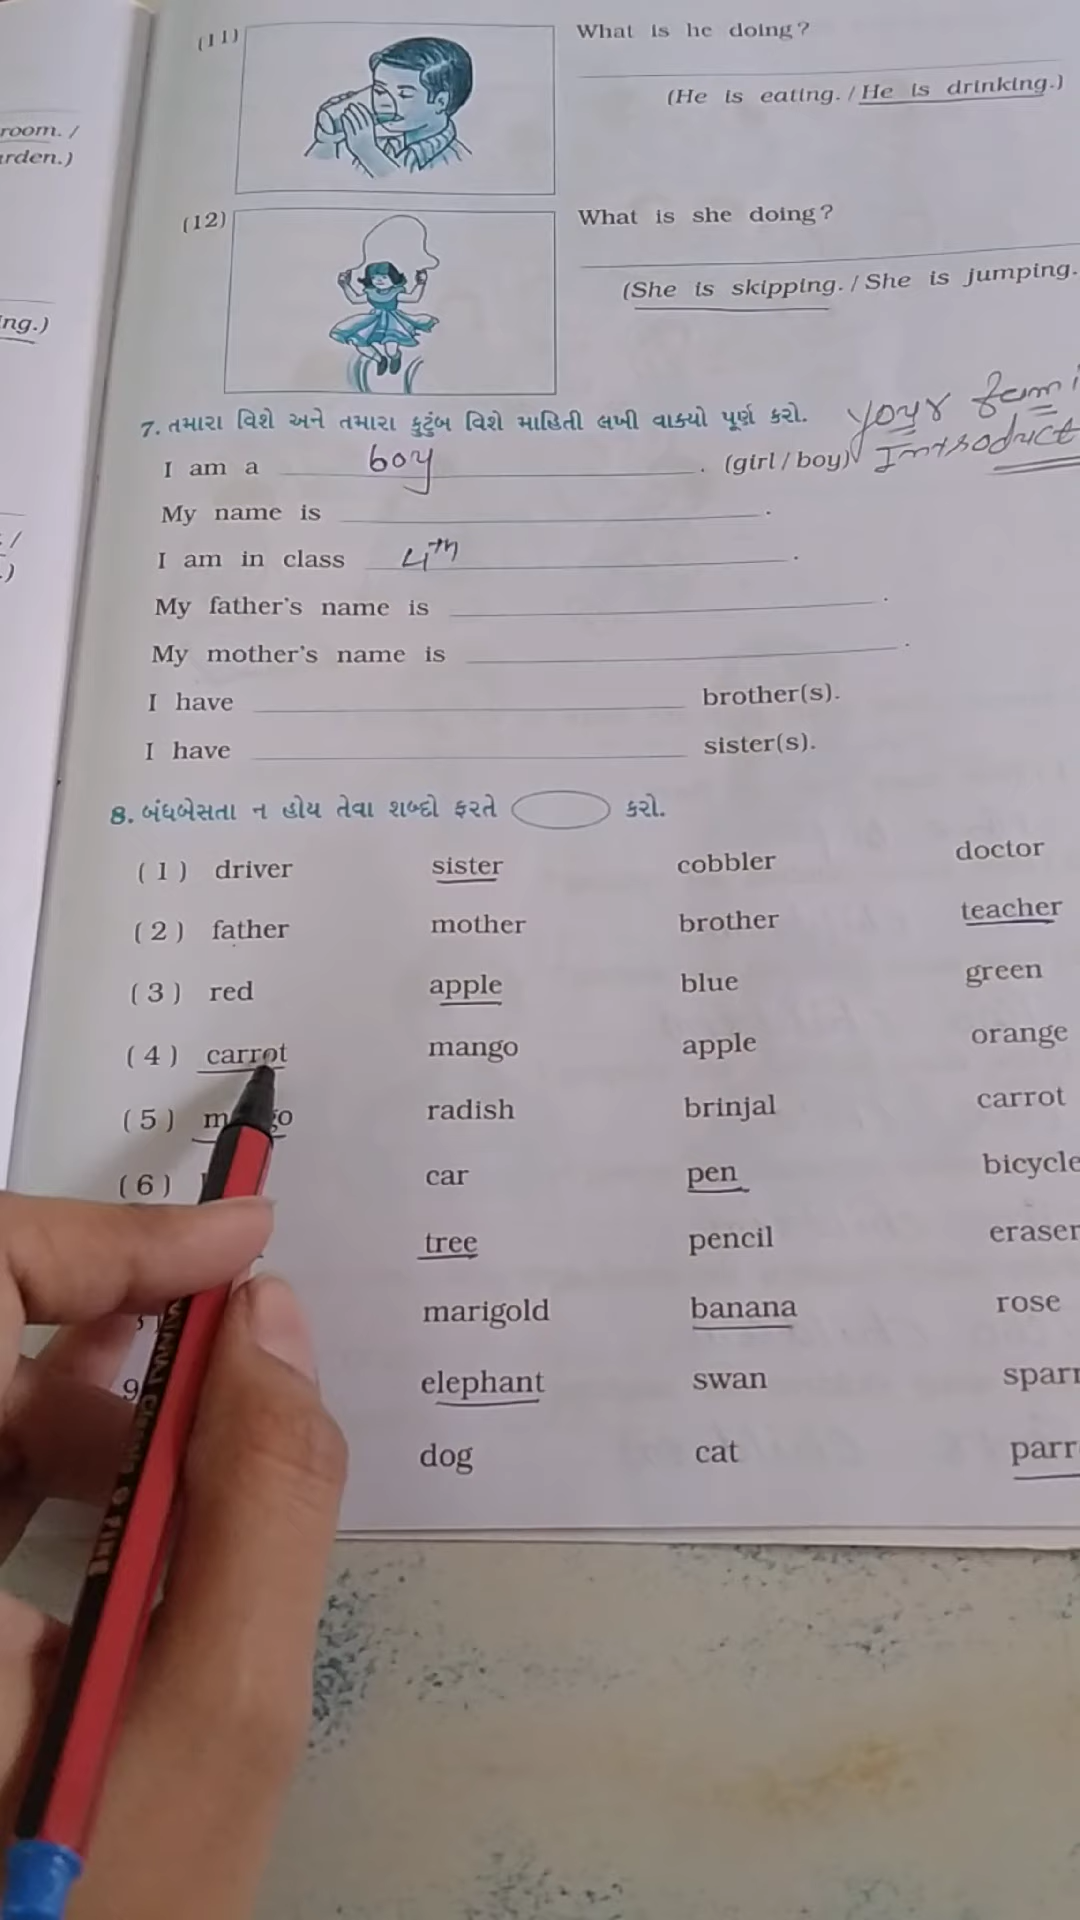 (11)
What is he doing?
(He is eating. / He is drinking.)
room. /
rden.)
(12)
What is she doing?
(She is skipping. / She is jumping.
ing.)
7. તમારા વિશે અને તમારા કુટુંબ વિશે માહિતી લખી વાક્યો પૂર્ણ કરો.
your fami
Introduct
I am a boy . (girl / boy)
My name is .
I am in class 4th .
My father's name is .
My mother's name is .
I have brother(s).
I have sister(s).
8. બંધબેસતા ન હોય તેવા શબ્દો ફરતે કરો.
(1) driver sister cobbler doctor
(2) father mother brother teacher
(3) red apple blue green
(4) carrot mango apple orange
(5) radish brinjal carrot
(6) car pen bicycle
tree pencil eraser
marigold banana rose
9 elephant swan sparr
dog cat parr